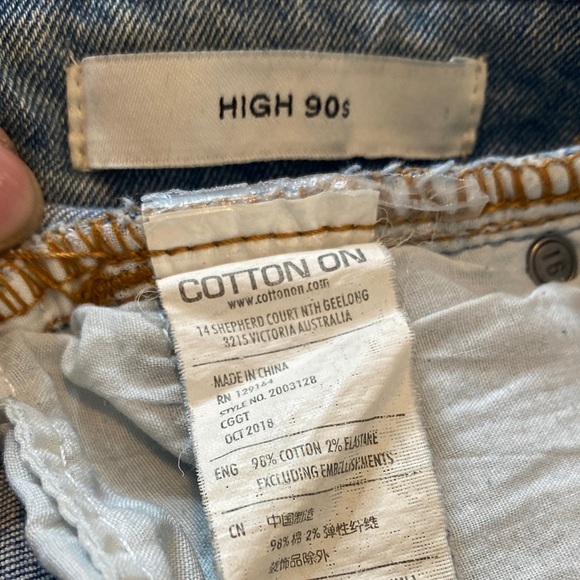 HIGH 90s
COTTON ON
www.cottonon.com
14 SHEPHERD COURT NTH GEELONG
3215 VICTORIA AUSTRALIA
MADE IN CHINA
RN 129164
STYLE NO. 2003128
CGGT
OCT 2018
ENG 98% COTTON 2% ELASTANE
EXCLUDING EMBELLISHMENTS
CN 中国制造
98% 棉 2% 弹性纤维
装饰品除外